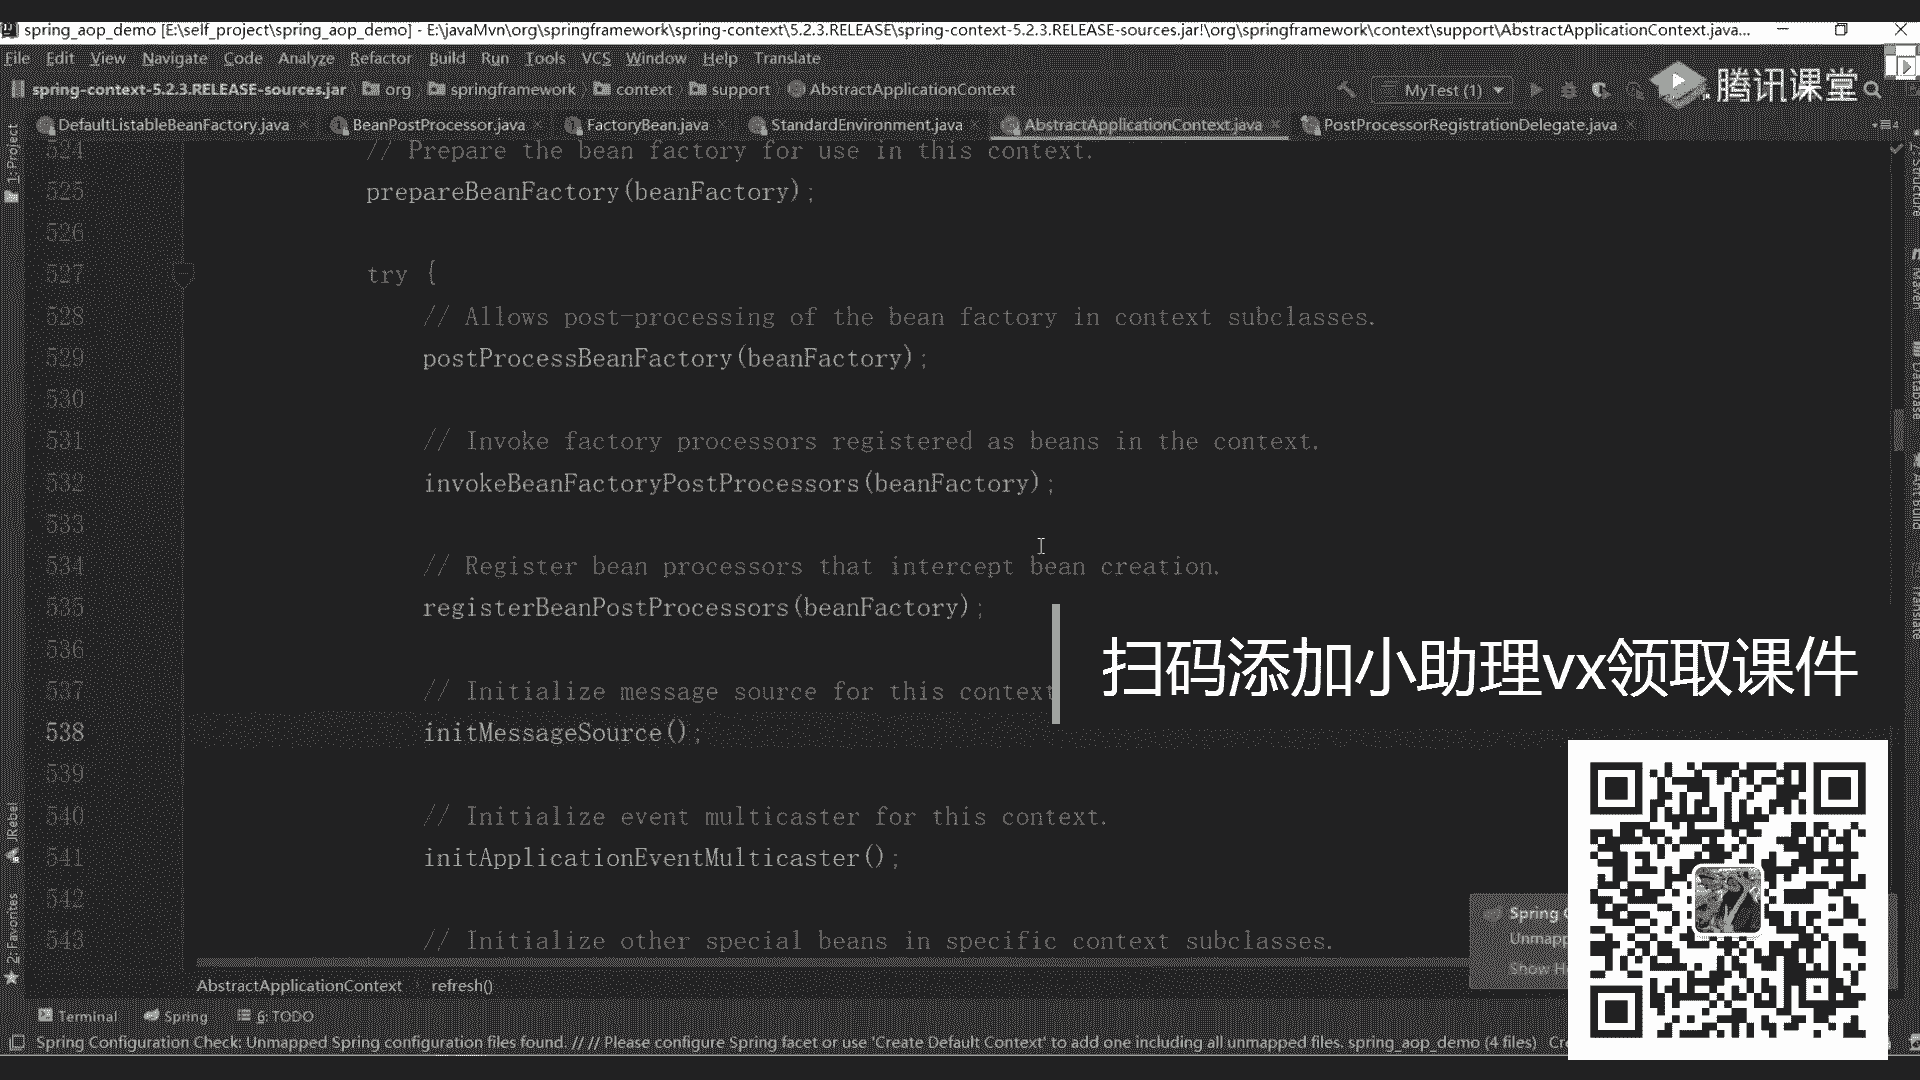 spring_aop_demo [E:\self_project\spring_aop_demo] - E:\javaMvn\org\springframework\spring-context\5.2.3.RELEASE\spring-context-5.2.3.RELEASE-sources.jar!\org\springframework\context\support\AbstractApplicationContext.java...
File Edit View Navigate Code Analyze Refactor Build Run Tools VCS Window Help Translate
spring-context-5.2.3.RELEASE-sources.jar org springframework context support AbstractApplicationContext MyTest (1) 腾讯课堂
DefaultListableBeanFactory.java BeanPostProcessor.java FactoryBean.java StandardEnvironment.java AbstractApplicationContext.java PostProcessorRegistrationDelegate.java
1: Project
524 // Prepare the bean factory for use in this context.
525 prepareBeanFactory(beanFactory);
526
527 try {
528 // Allows post-processing of the bean factory in context subclasses.
529 postProcessBeanFactory(beanFactory);
530
531 // Invoke factory processors registered as beans in the context.
532 invokeBeanFactoryPostProcessors(beanFactory);
533
534 // Register bean processors that intercept bean creation.
535 registerBeanPostProcessors(beanFactory);
536
537 // Initialize message source for this context
538 initMessageSource();
539
540 // Initialize event multicaster for this context.
541 initApplicationEventMulticaster();
542
543 // Initialize other special beans in specific context subclasses.
扫码添加小助理vx领取课件
JRebel
2: Favorites
Z: Structure
Maven
Database
Translate
Spring
Unmapp
Show
AbstractApplicationContext refresh()
Terminal Spring 6: TODO
Spring Configuration Check: Unmapped Spring configuration files found. // // Please configure Spring facet or use 'Create Default Context' to add one including all unmapped files. spring_aop_demo (4 files)